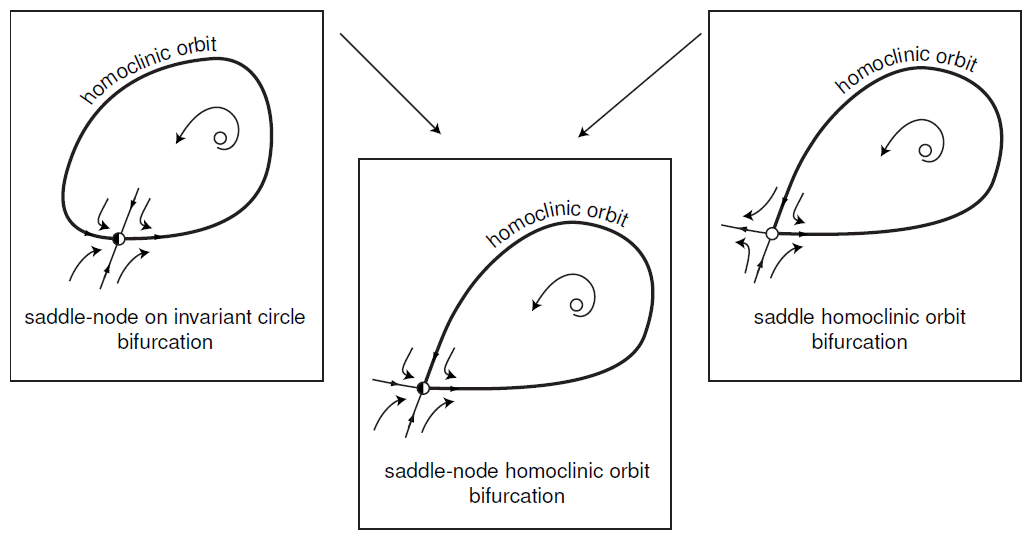 homoclinic orbit
saddle-node on invariant circle
bifurcation
homoclinic orbit
saddle-node homoclinic orbit
bifurcation
homoclinic orbit
saddle homoclinic orbit
bifurcation